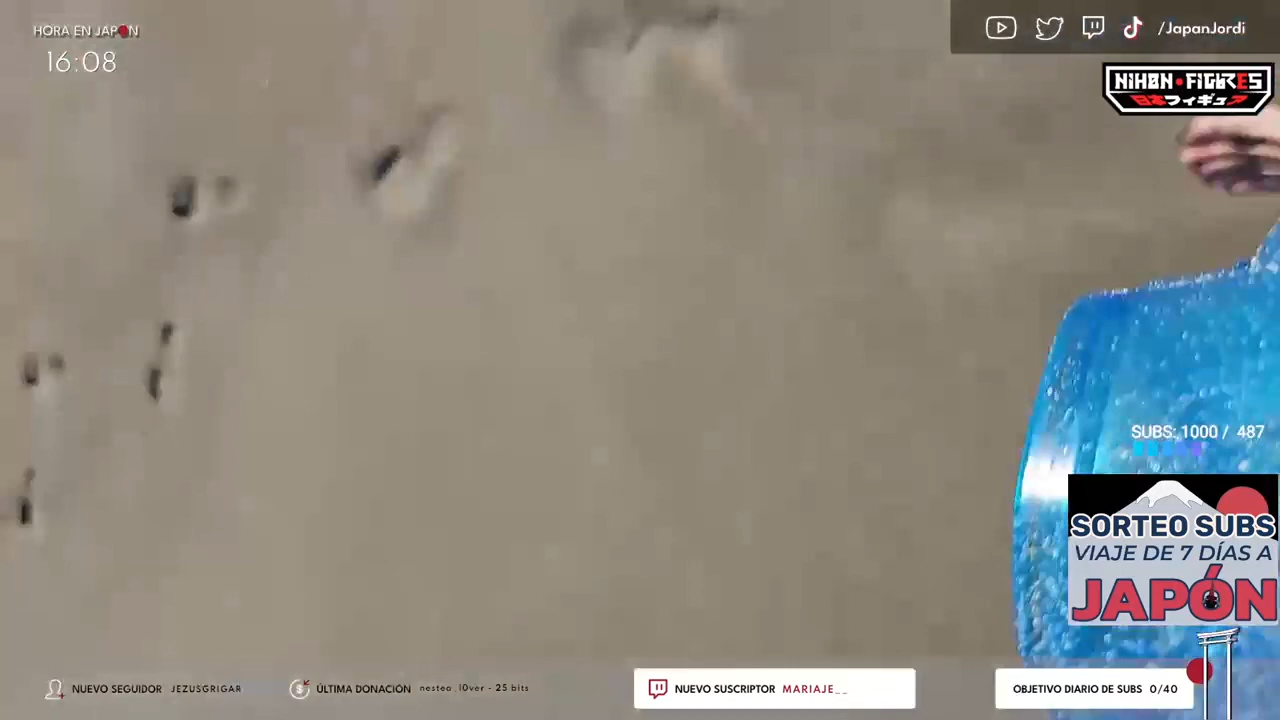 HORA EN JAPÓN
16:08
/JapanJordi
NIHON・FIGURES
日本フィギュア
SUBS: 1000 / 487
SORTEO SUBS
VIAJE DE 7 DÍAS A
JAPÓN
NUEVO SEGUIDOR JEZUSGRIGAR
ÚLTIMA DONACIÓN nesteo_l0ver - 25 bits
NUEVO SUSCRIPTOR MARIAJE__
OBJETIVO DIARIO DE SUBS 0/40